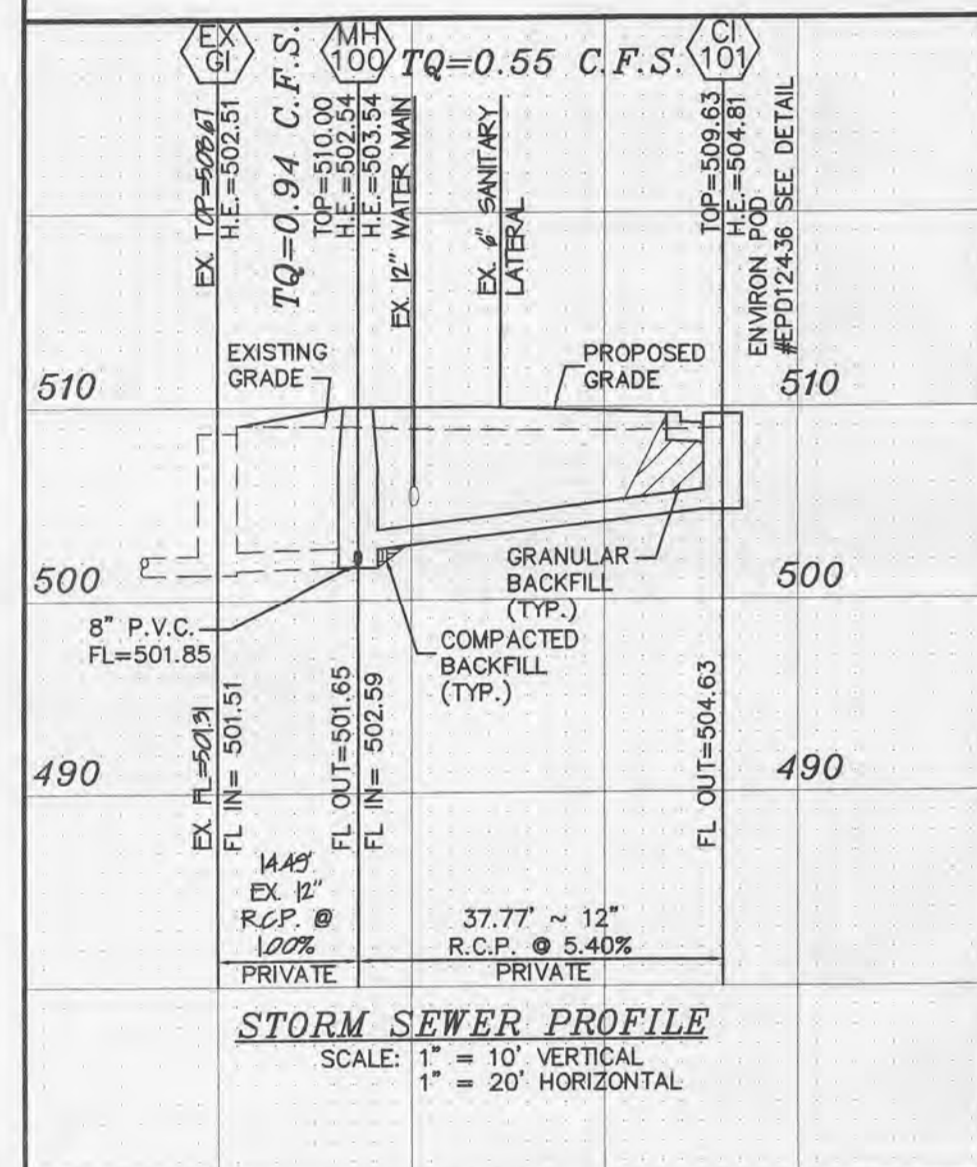 EX
GI
TQ=0.94 C.F.S.
MH
100
TQ=0.55 C.F.S.
CI
101
EX. TOP=508.67
H.E.=502.51
TOP=510.00
H.E.=502.54
H.E.=503.54
EX. 12" WATER MAIN
EX. 6" SANITARY
LATERAL
TOP=509.63
H.E.=504.81
ENVIRON POD
#EPD12436 SEE DETAIL
EXISTING
GRADE
PROPOSED
GRADE
510
510
500
500
8" P.V.C.
FL=501.85
GRANULAR
BACKFILL
(TYP.)
COMPACTED
BACKFILL
(TYP.)
490
490
EX FL=501.31
FL IN= 501.51
FL OUT=501.65
FL IN= 502.59
FL OUT=504.63
14.49'
EX. 12"
R.C.P. @
1.00%
PRIVATE
37.77' ~ 12"
R.C.P. @ 5.40%
PRIVATE
STORM SEWER PROFILE
SCALE: 1" = 10' VERTICAL
1" = 20' HORIZONTAL